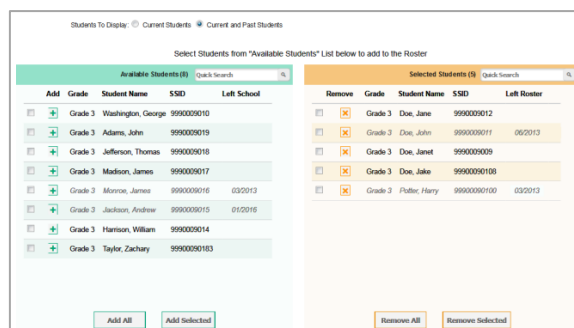 Students To Display: Current Students Current and Past Students
Select Students from "Available Students" List below to add to the Roster
Available Students (8) Quick Search
Add Grade Student Name SSID Left School
Grade 3 Washington, George 9990009010
Grade 3 Adams, John 9990009019
Grade 3 Jefferson, Thomas 9990009018
Grade 3 Madison, James 9990009017
Grade 3 Monroe, James 9990009016 03/2013
Grade 3 Jackson, Andrew 9990009015 01/2016
Grade 3 Harrison, William 9990009014
Grade 3 Taylor, Zachary 99900090183
Add All Add Selected
Selected Students (5) Quick Search
Remove Grade Student Name SSID Left Roster
Grade 3 Doe, Jane 9990009012
Grade 3 Doe, John 9990009011 06/2013
Grade 3 Doe, Janet 9990009009
Grade 3 Doe, Jake 99900090108
Grade 3 Potter, Harry 99900090100 03/2013
Remove All Remove Selected